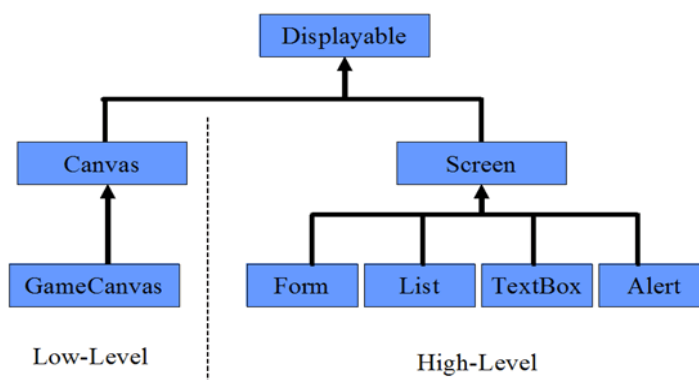 Displayable
Canvas
Screen
GameCanvas
Form
List
TextBox
Alert
Low-Level
High-Level